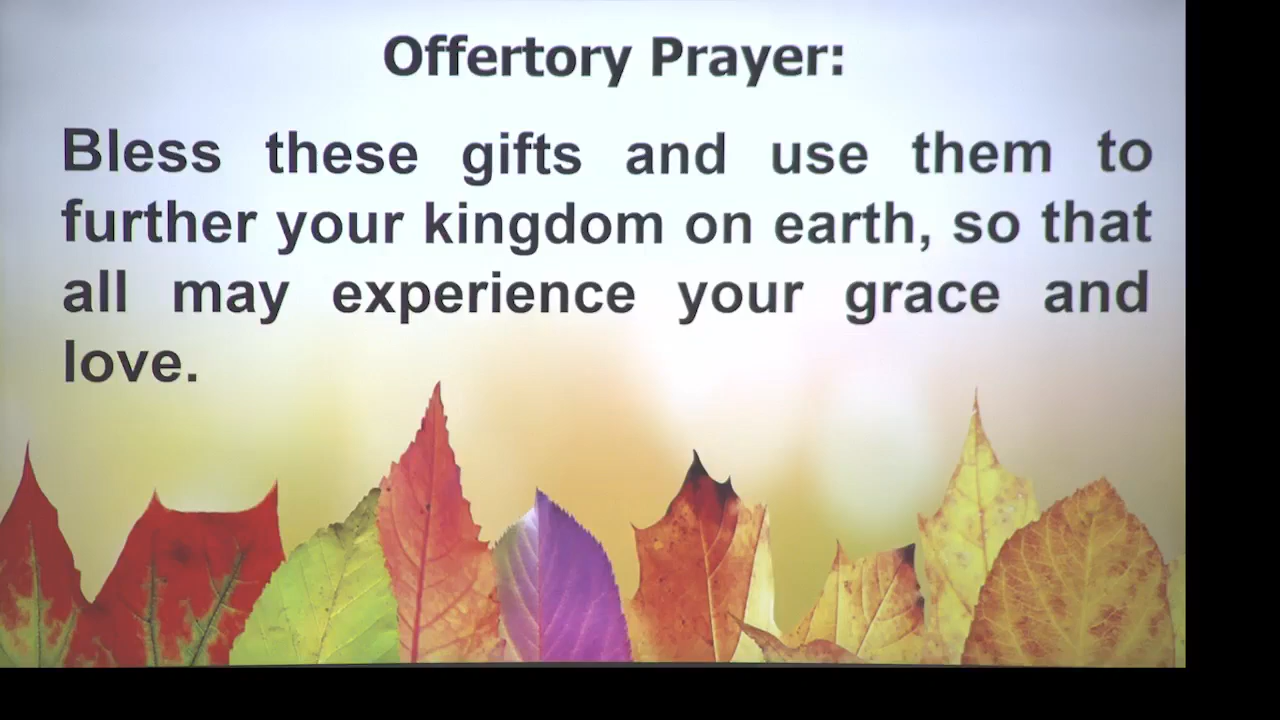 Offertory Prayer:
Bless these gifts and use them to
further your kingdom on earth, so that
all may experience your grace and
love.